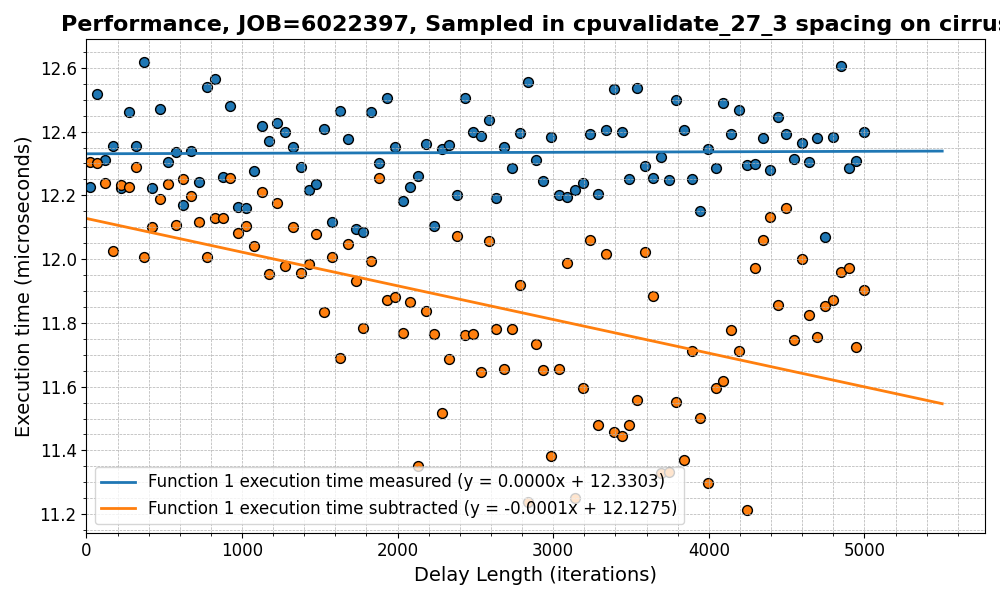 Performance, JOB=6022397, Sampled in cpuvalidate_27_3 spacing on cirrus
Execution time (microseconds)
12.6
12.4
12.2
12.0
11.8
11.6
11.4
11.2
Function 1 execution time measured (y = 0.0000x + 12.3303)
Function 1 execution time subtracted (y = -0.0001x + 12.1275)
0 1000 2000 3000 4000 5000
Delay Length (iterations)